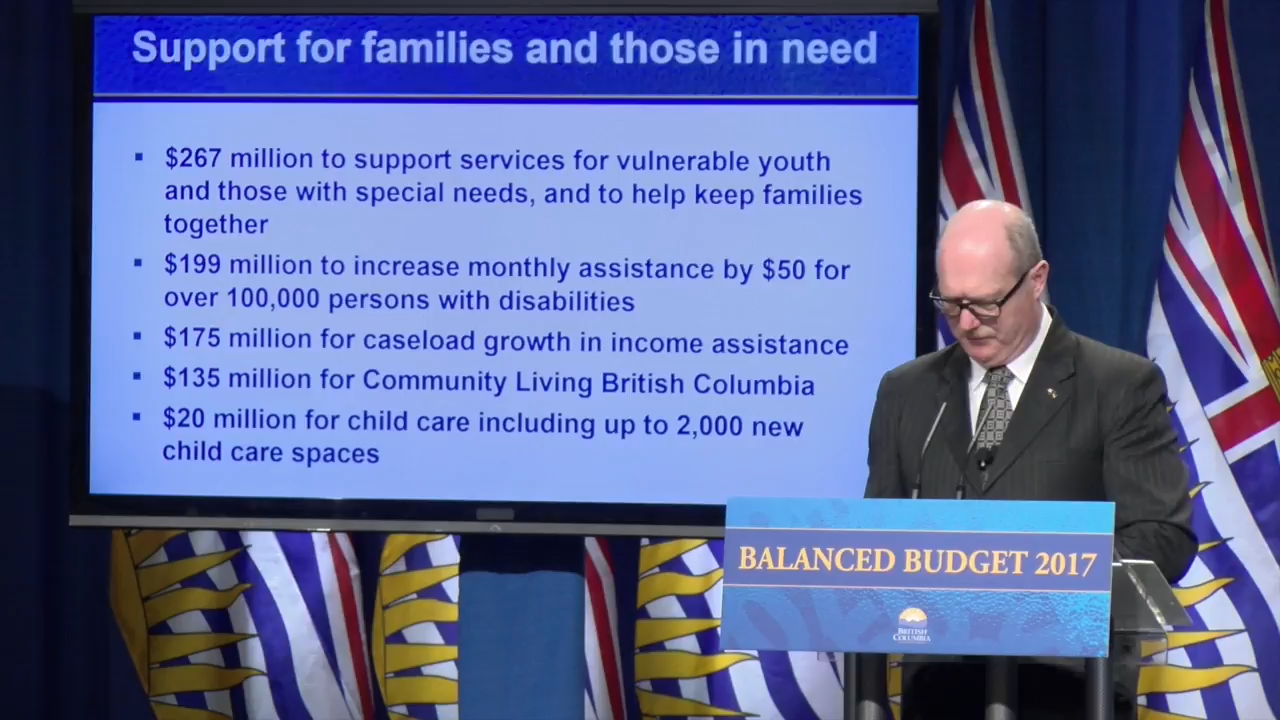 Support for families and those in need
▪ $267 million to support services for vulnerable youth
and those with special needs, and to help keep families
together
▪ $199 million to increase monthly assistance by $50 for
over 100,000 persons with disabilities
▪ $175 million for caseload growth in income assistance
▪ $135 million for Community Living British Columbia
▪ $20 million for child care including up to 2,000 new
child care spaces
BALANCED BUDGET 2017
BRITISH
COLUMBIA